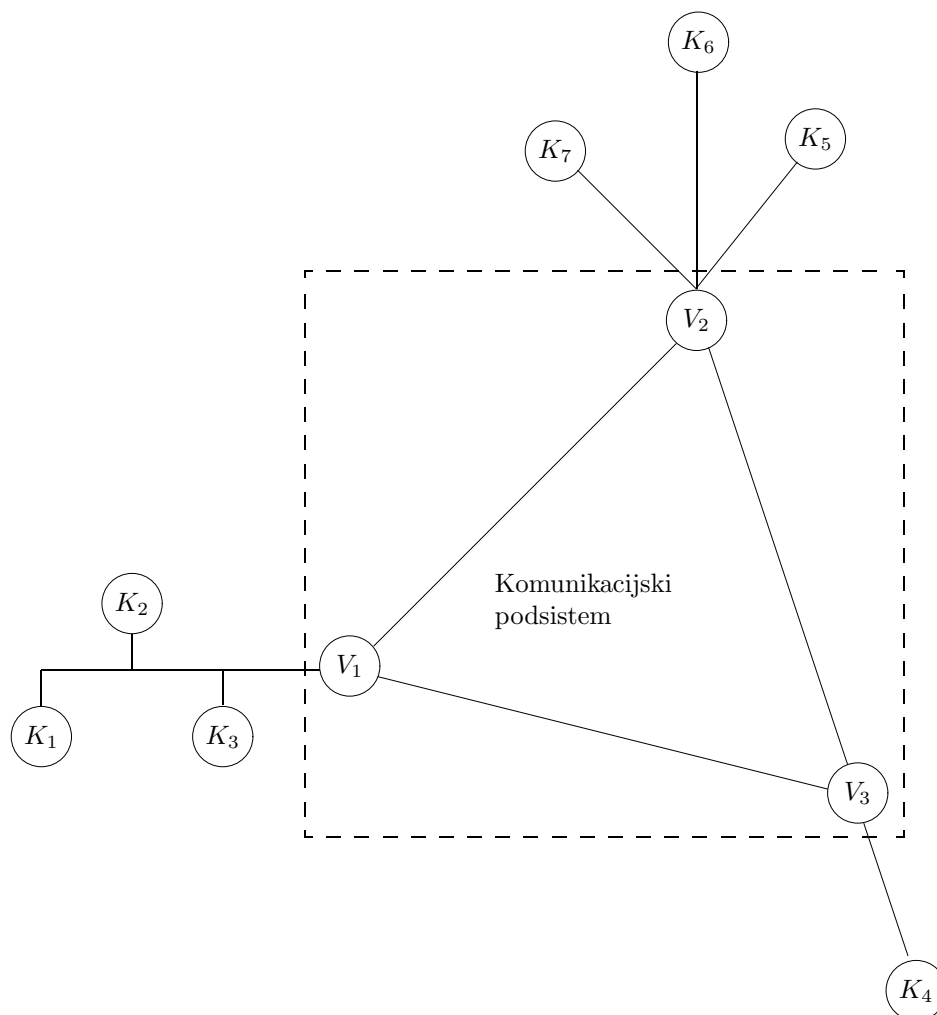 K₆
K₇
K₅
V₂
Komunikacijski
podsistem
K₂
V₁
K₁
K₃
V₃
K₄